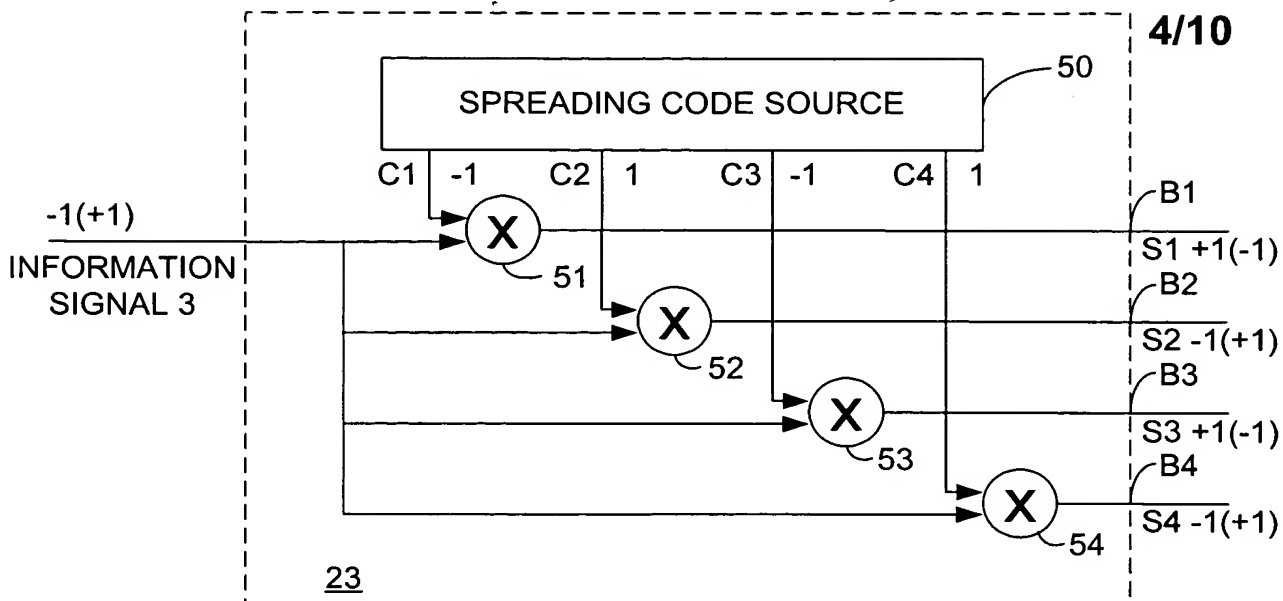 4/10
50
SPREADING CODE SOURCE
C1 -1 C2 1 C3 -1 C4 1
-1(+1)
INFORMATION
SIGNAL 3
X
51
B1
S1 +1(-1)
X
52
B2
S2 -1(+1)
X
53
B3
S3 +1(-1)
X
54
B4
S4 -1(+1)
23